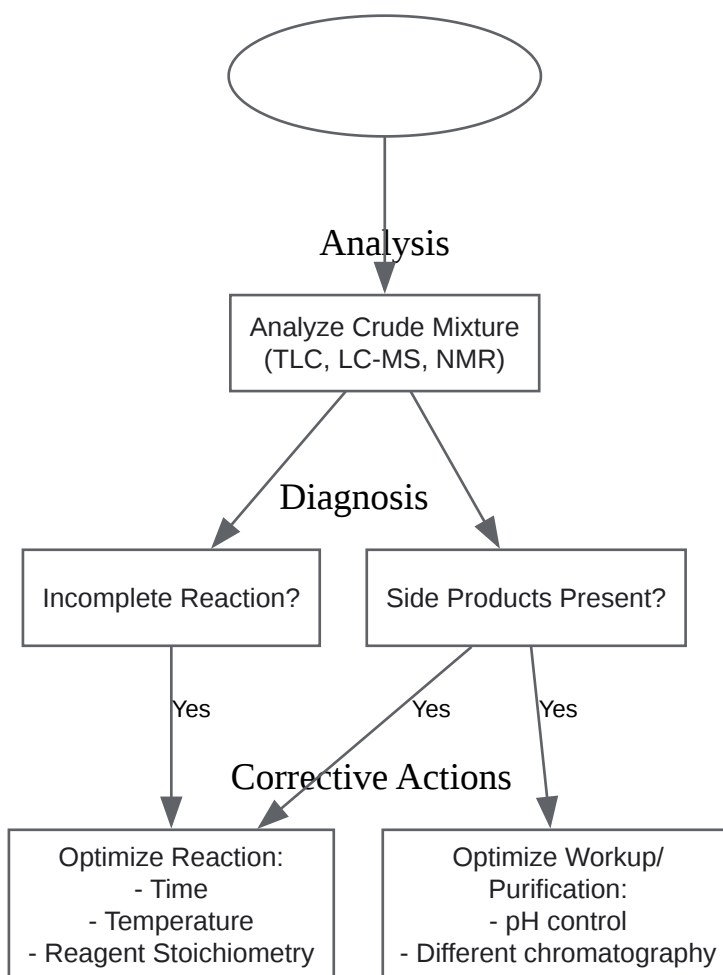 Analysis
Analyze Crude Mixture
(TLC, LC-MS, NMR)
Diagnosis
Incomplete Reaction?
Side Products Present?
Yes
Yes
Yes
Corrective Actions
Optimize Reaction:
- Time
- Temperature
- Reagent Stoichiometry
Optimize Workup/
Purification:
- pH control
- Different chromatography